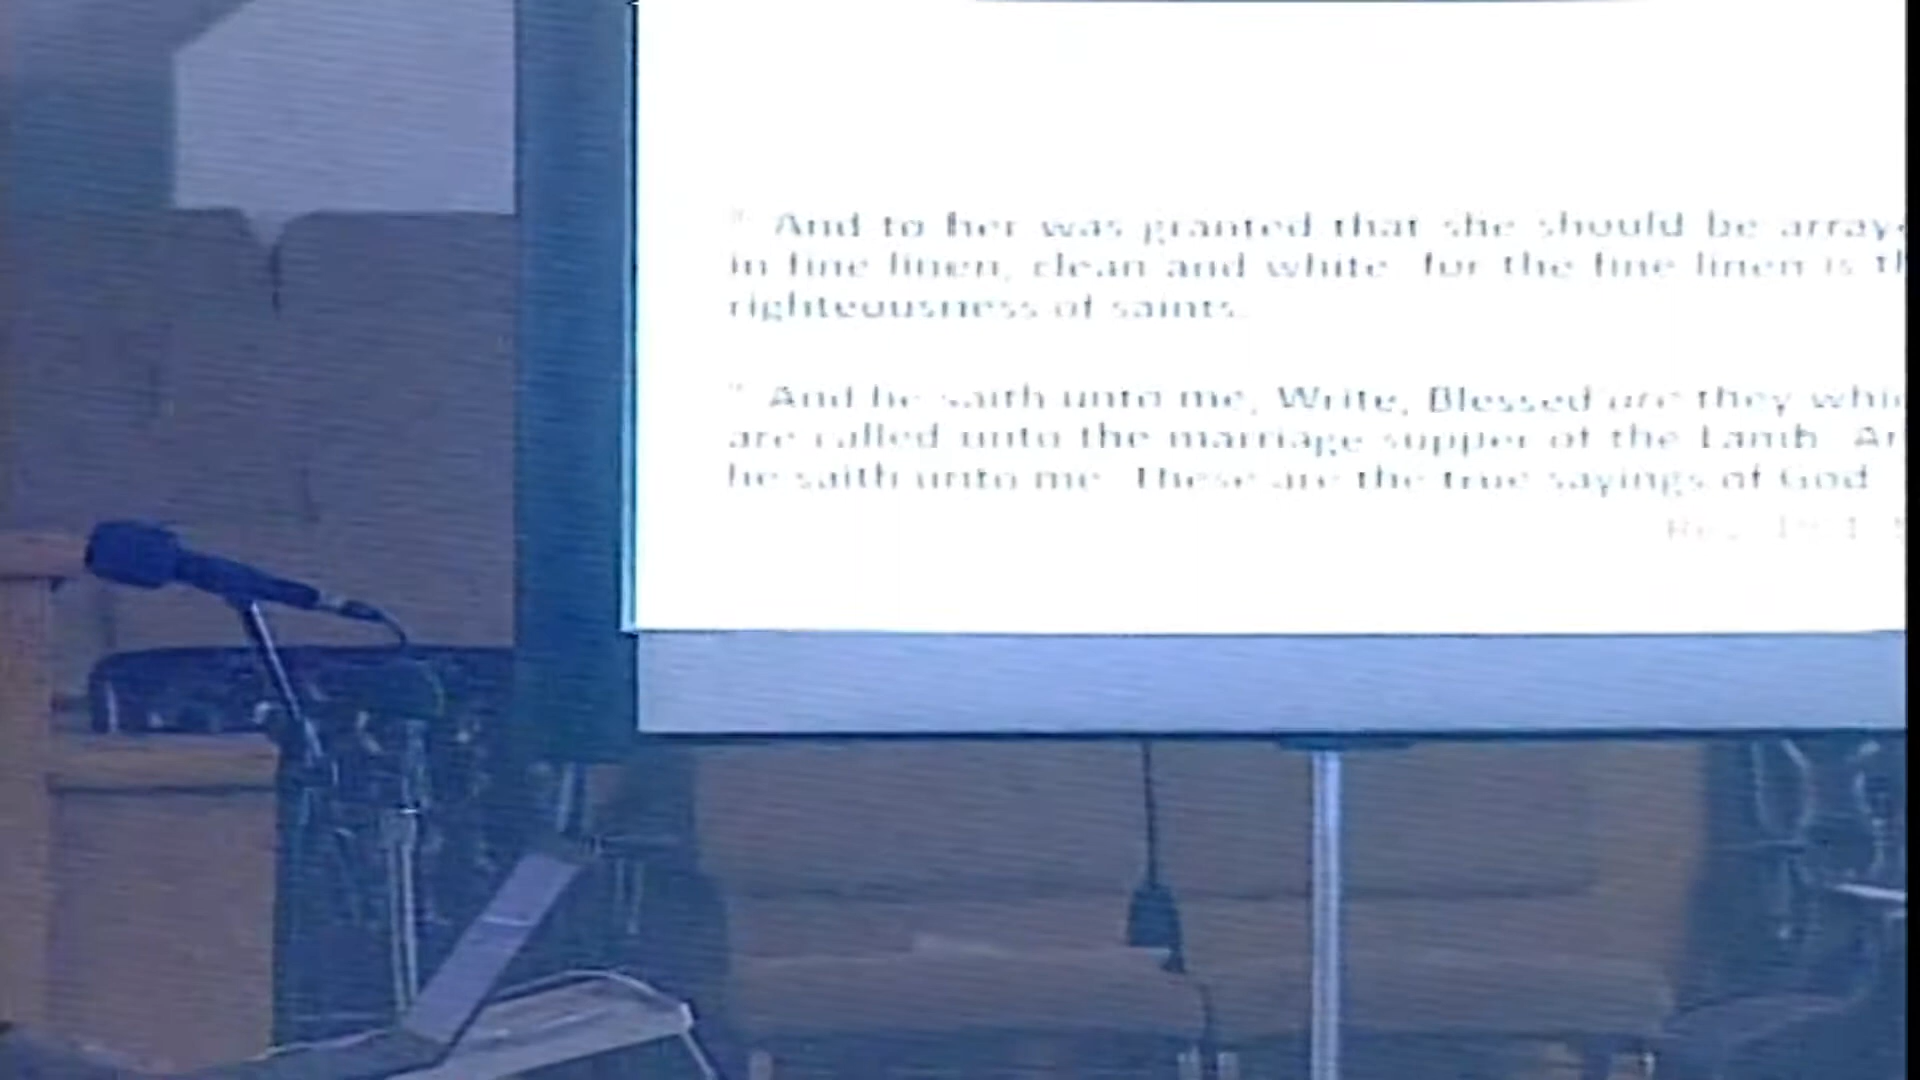 And to her was granted that she should be array
in fine linen, clean and white for the fine linen is th
righteousness of saints.
And he saith unto me, Write, Blessed are they whic
are called unto the marriage supper of the Lamb. An
he saith unto me These are the true sayings of God
Rev.